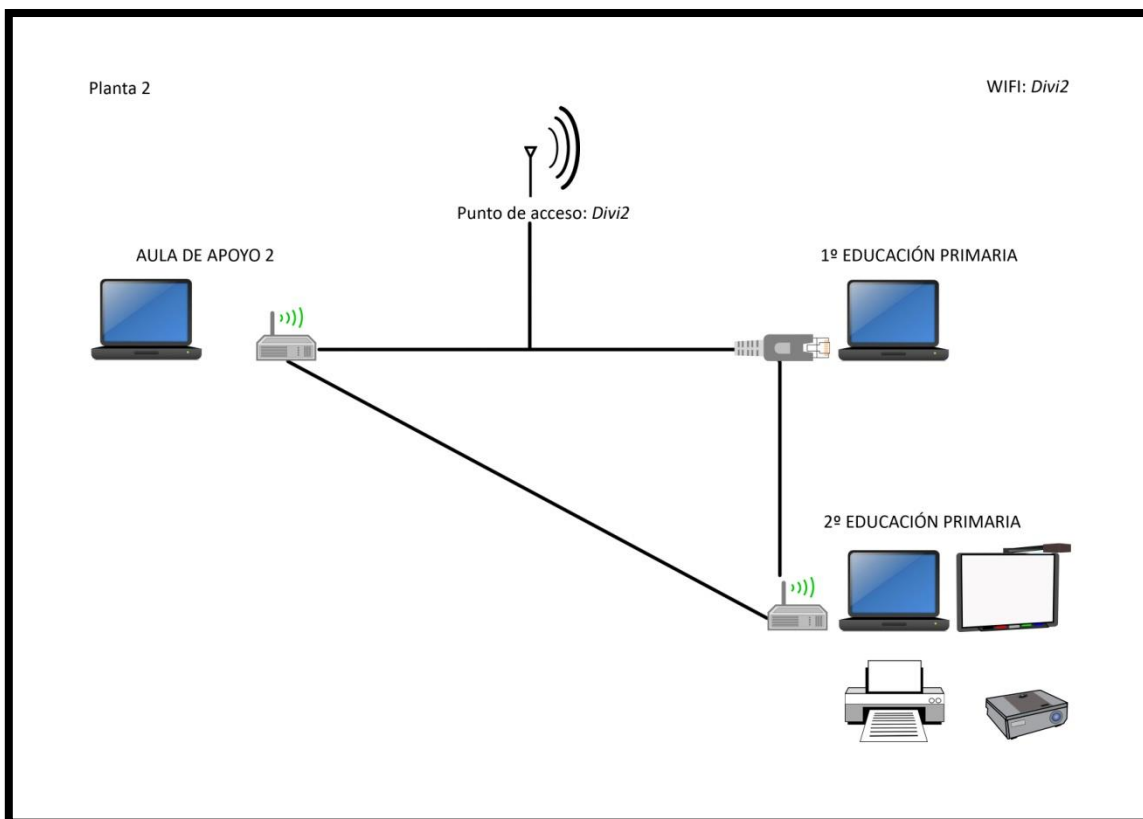 Planta 2
WIFI: Divi2
Punto de acceso: Divi2
AULA DE APOYO 2
1º EDUCACIÓN PRIMARIA
2º EDUCACIÓN PRIMARIA